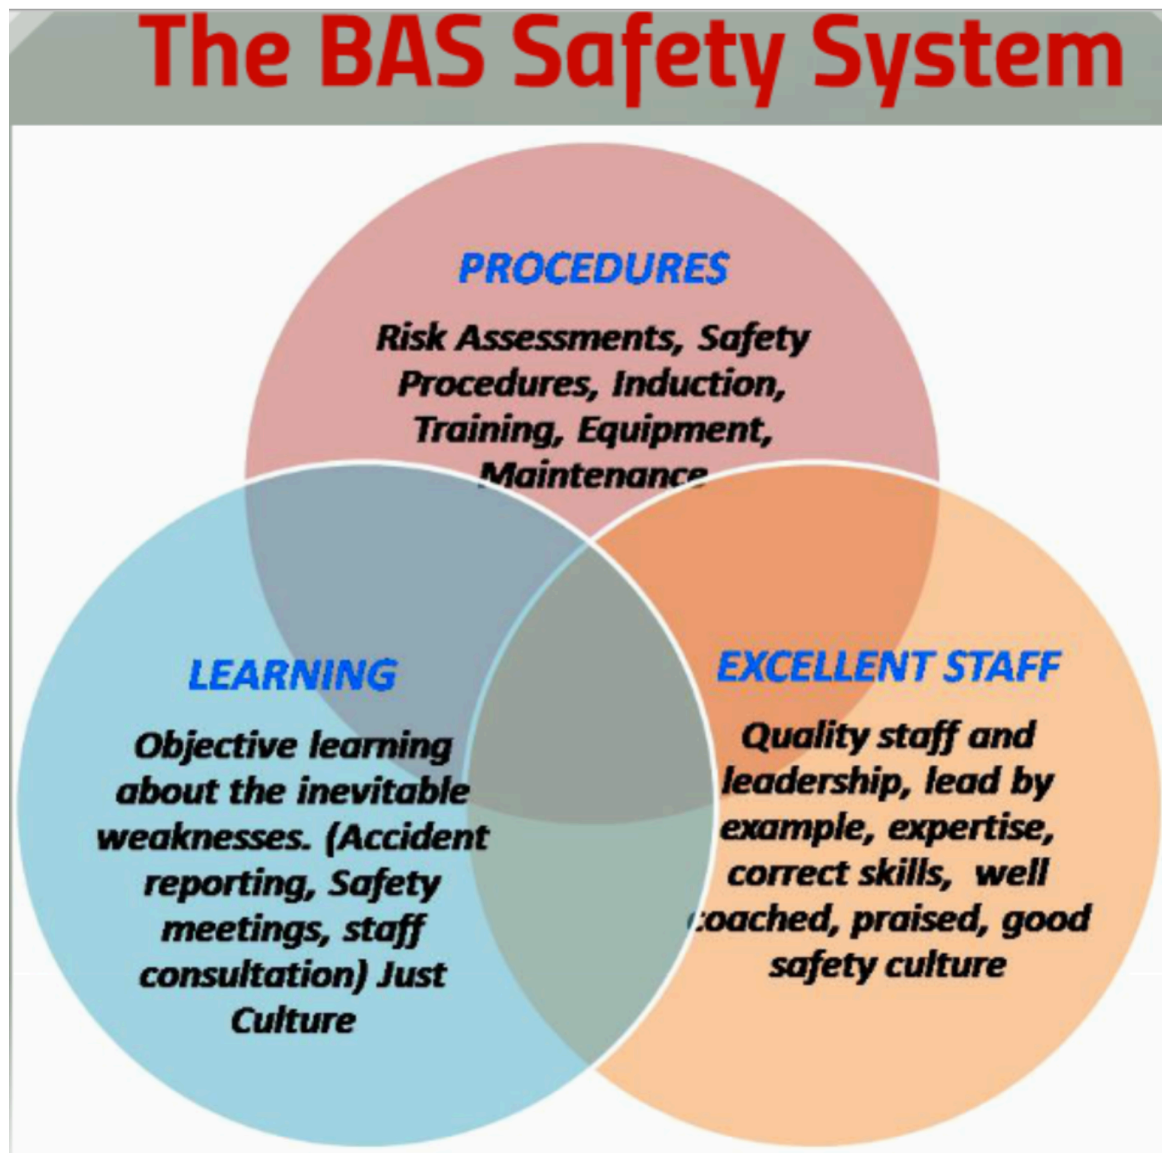 The BAS Safety System
PROCEDURES
Risk Assessments, Safety
Procedures, Induction,
Training, Equipment,
Maintenance
LEARNING
Objective learning
about the inevitable
weaknesses. (Accident
reporting, Safety
meetings, staff
consultation) Just
Culture
EXCELLENT STAFF
Quality staff and
leadership, lead by
example, expertise,
correct skills, well
coached, praised, good
safety culture